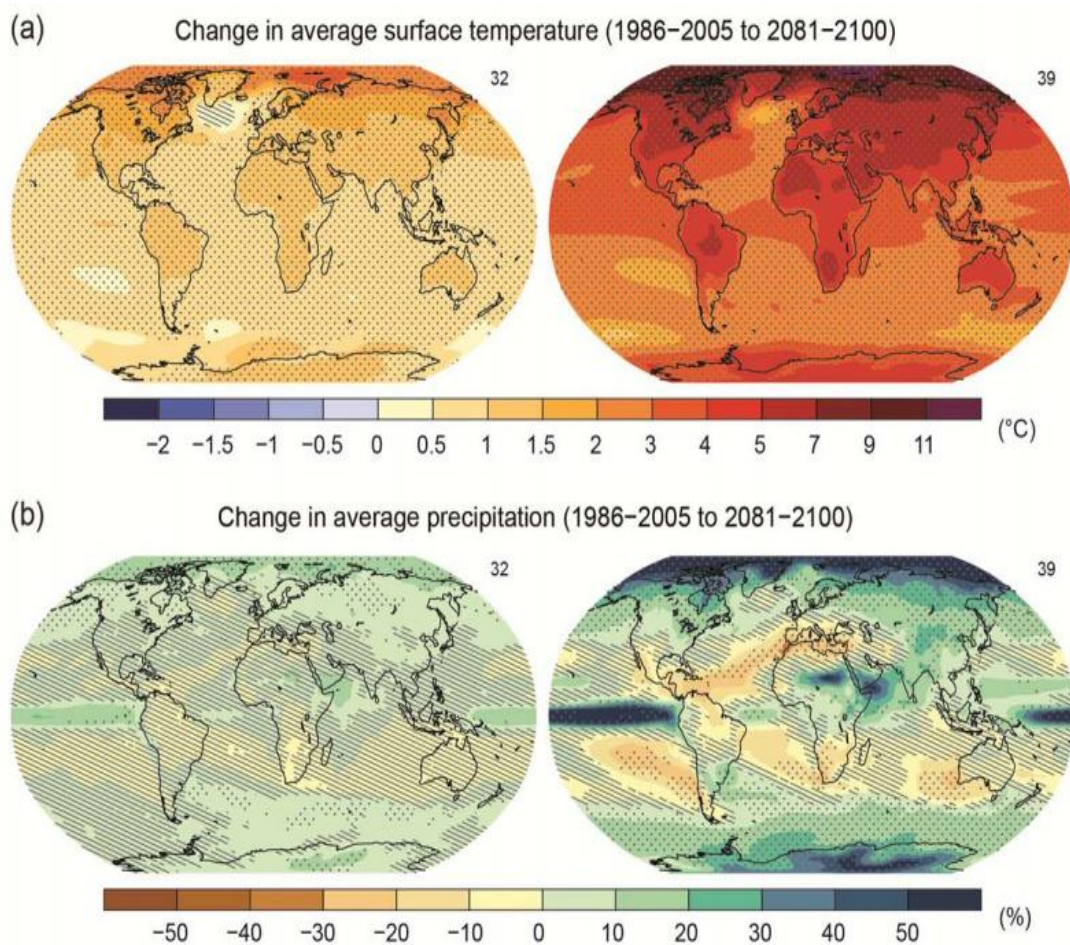 (a) Change in average surface temperature (1986−2005 to 2081−2100)
32 39
−2 −1.5 −1 −0.5 0 0.5 1 1.5 2 3 4 5 7 9 11 (°C)
(b) Change in average precipitation (1986−2005 to 2081−2100)
32 39
−50 −40 −30 −20 −10 0 10 20 30 40 50 (%)